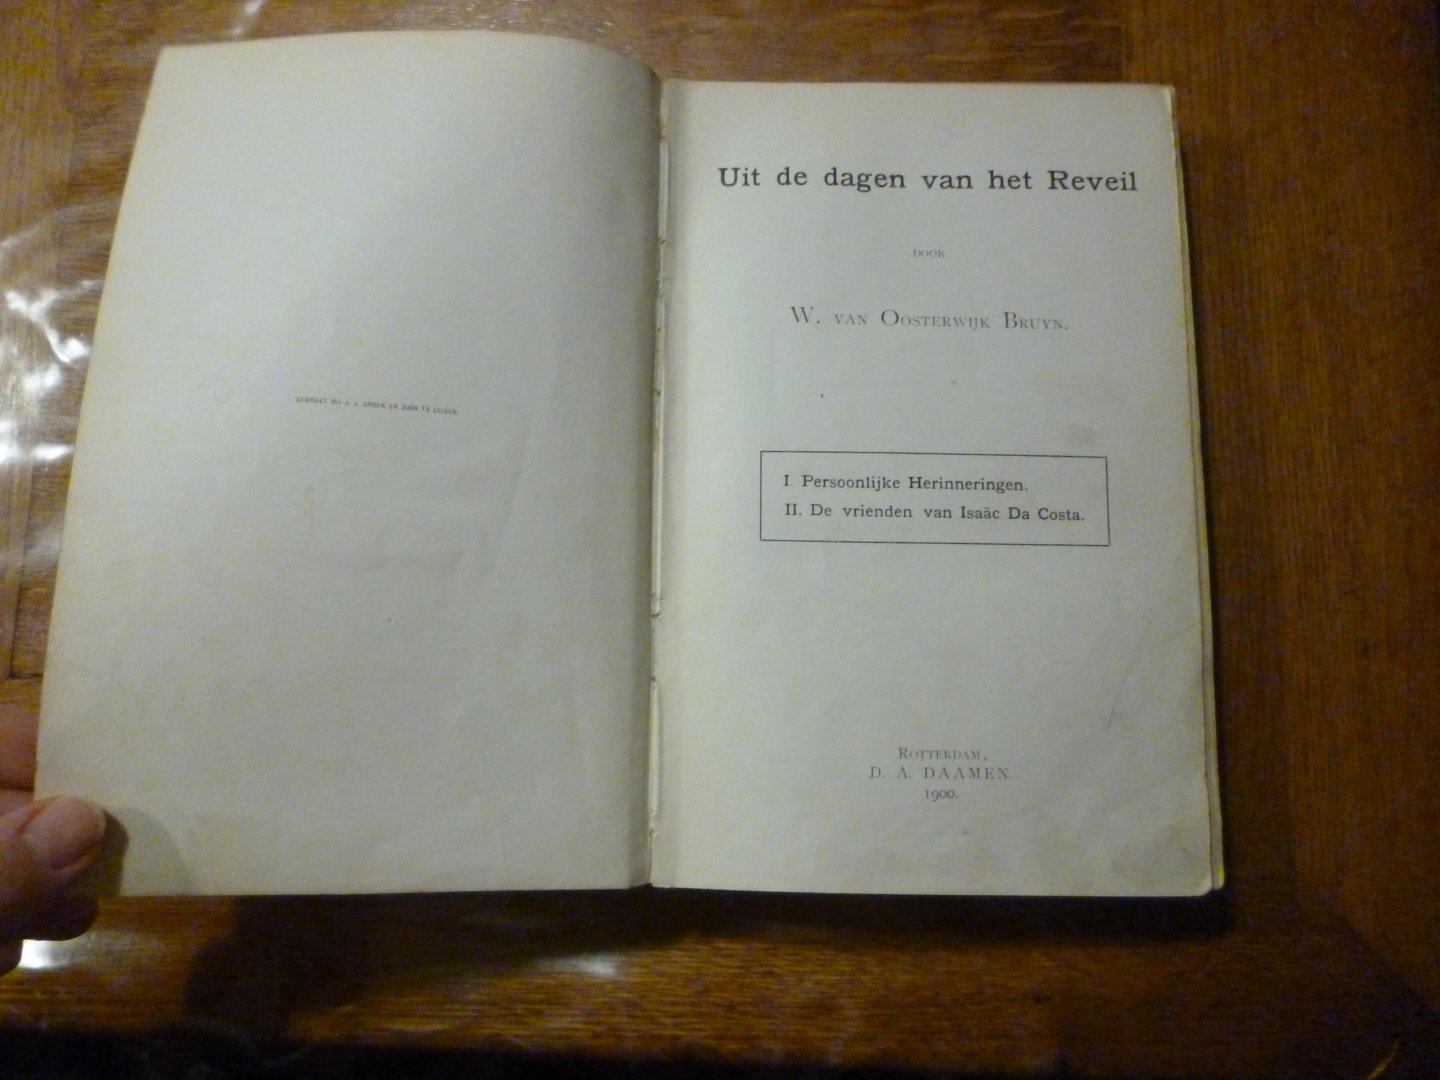 GEDRUKT BIJ J. J. GROEN EN ZOON TE LEIDEN.
Uit de dagen van het Reveil
DOOR
W. VAN OOSTERWIJK BRUYN.
I. Persoonlijke Herinneringen.
II. De vrienden van Isaäc Da Costa.
ROTTERDAM,
D. A. DAAMEN.
1900.